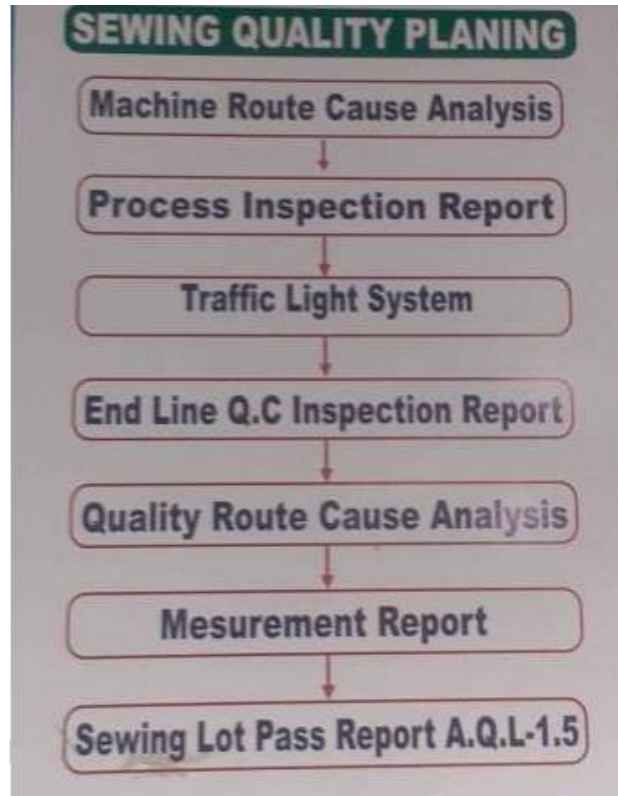 SEWING QUALITY PLANING
Machine Route Cause Analysis
Process Inspection Report
Traffic Light System
End Line Q.C Inspection Report
Quality Route Cause Analysis
Mesurement Report
Sewing Lot Pass Report A.Q.L-1.5